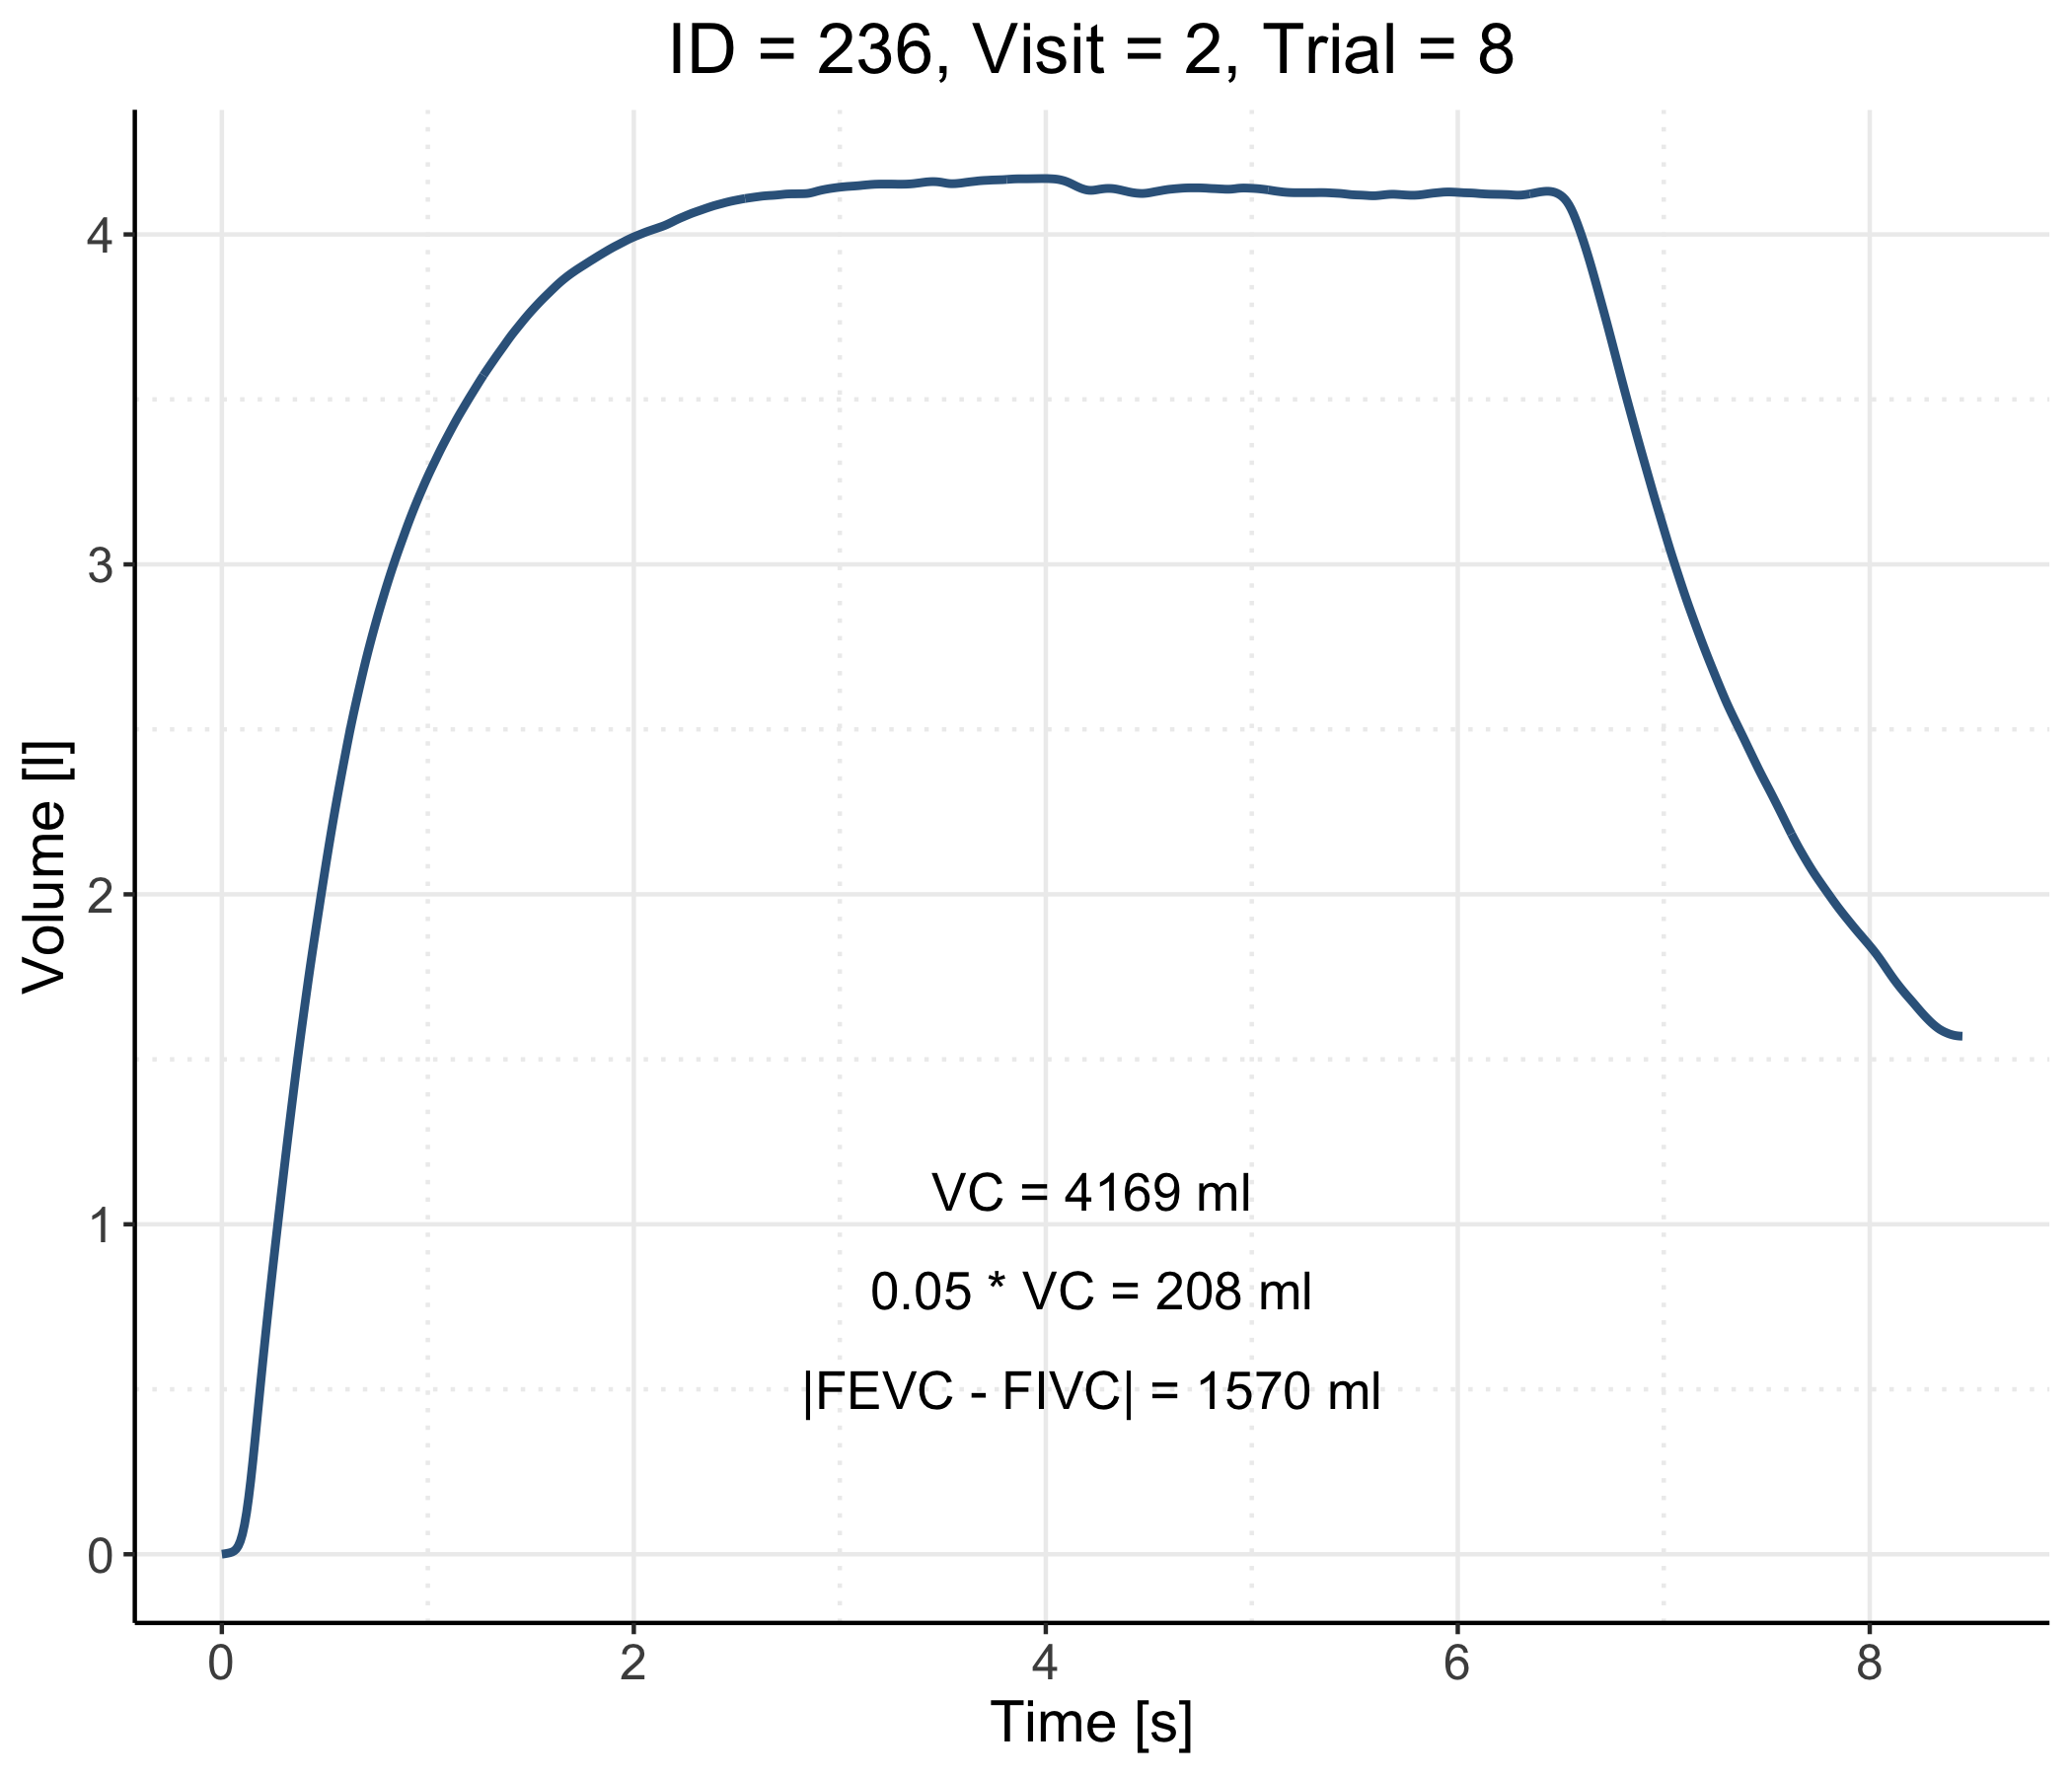 ID = 236, Visit = 2, Trial = 8
Volume [l]
4
3
2
1
0
VC = 4169 ml
0.05 * VC = 208 ml
|FEVC - FIVC| = 1570 ml
0 2 4 6 8
Time [s]